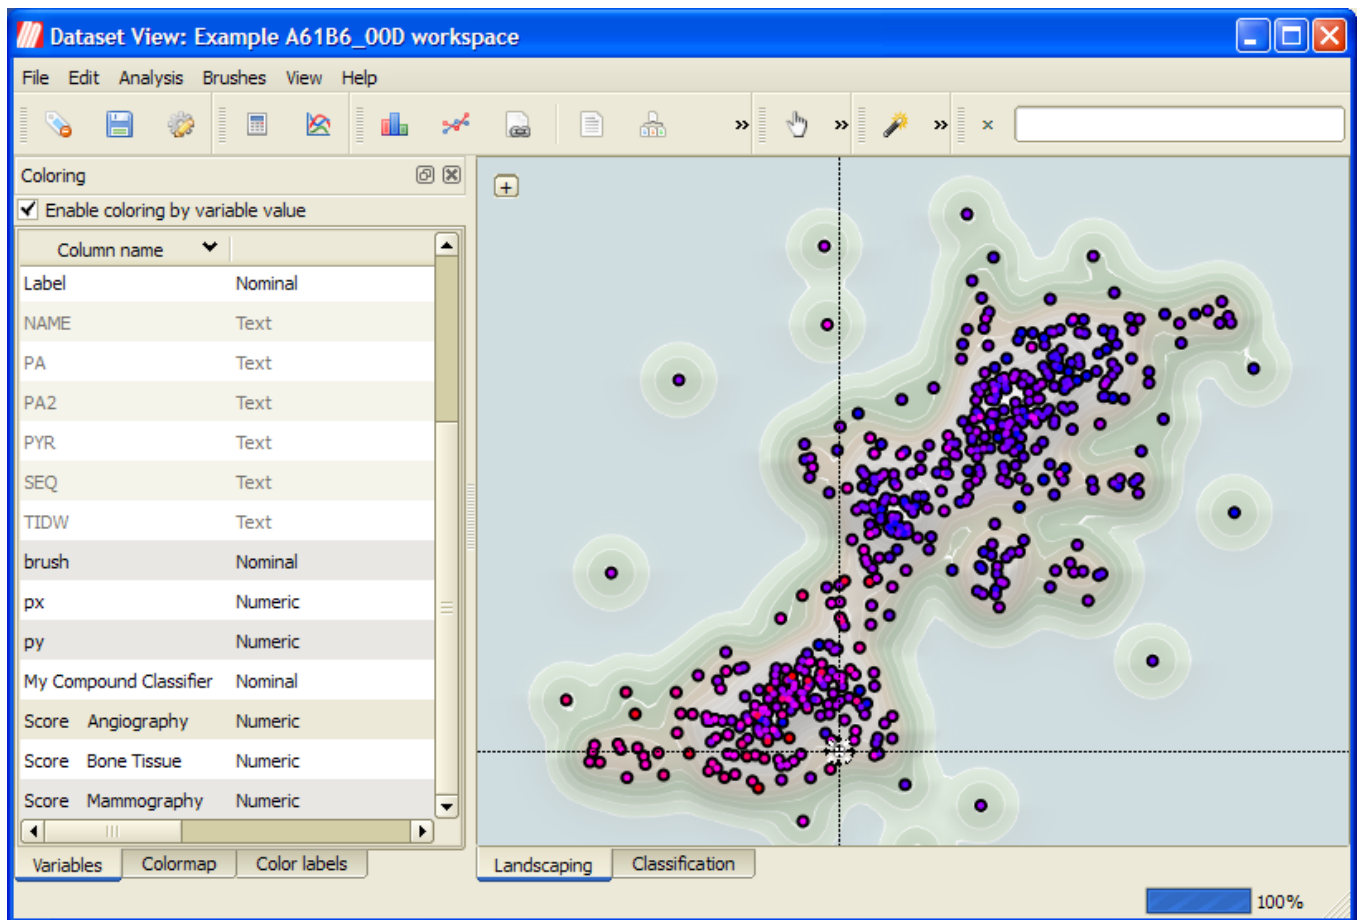 Dataset View: Example A61B6_00D workspace
File Edit Analysis Brushes View Help
Coloring
Enable coloring by variable value
Column name
Label Nominal
NAME Text
PA Text
PA2 Text
PYR Text
SEQ Text
TIDW Text
brush Nominal
px Numeric
py Numeric
My Compound Classifier Nominal
Score Angiography Numeric
Score Bone Tissue Numeric
Score Mammography Numeric
Variables Colormap Color labels
Landscaping Classification
100%